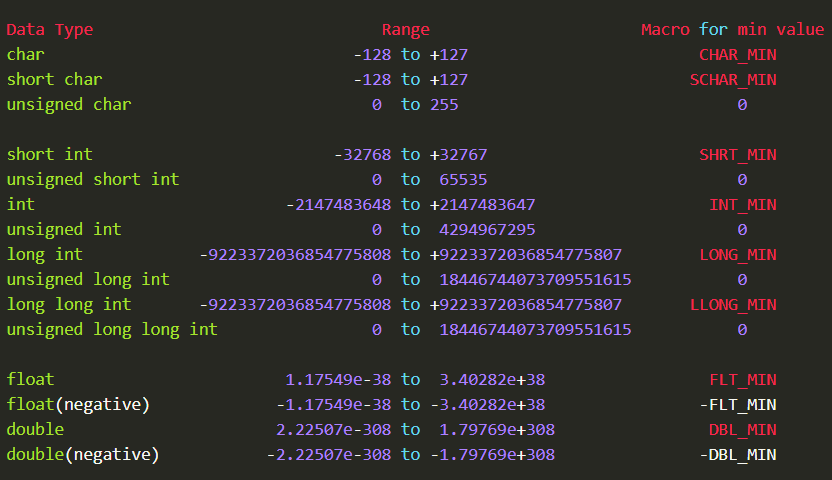 Data Type Range Macro for min value
char -128 to +127 CHAR_MIN
short char -128 to +127 SCHAR_MIN
unsigned char 0 to 255 0
short int -32768 to +32767 SHRT_MIN
unsigned short int 0 to 65535 0
int -2147483648 to +2147483647 INT_MIN
unsigned int 0 to 4294967295 0
long int -9223372036854775808 to +9223372036854775807 LONG_MIN
unsigned long int 0 to 18446744073709551615 0
long long int -9223372036854775808 to +9223372036854775807 LLONG_MIN
unsigned long long int 0 to 18446744073709551615 0
float 1.17549e-38 to 3.40282e+38 FLT_MIN
float(negative) -1.17549e-38 to -3.40282e+38 -FLT_MIN
double 2.22507e-308 to 1.79769e+308 DBL_MIN
double(negative) -2.22507e-308 to -1.79769e+308 -DBL_MIN